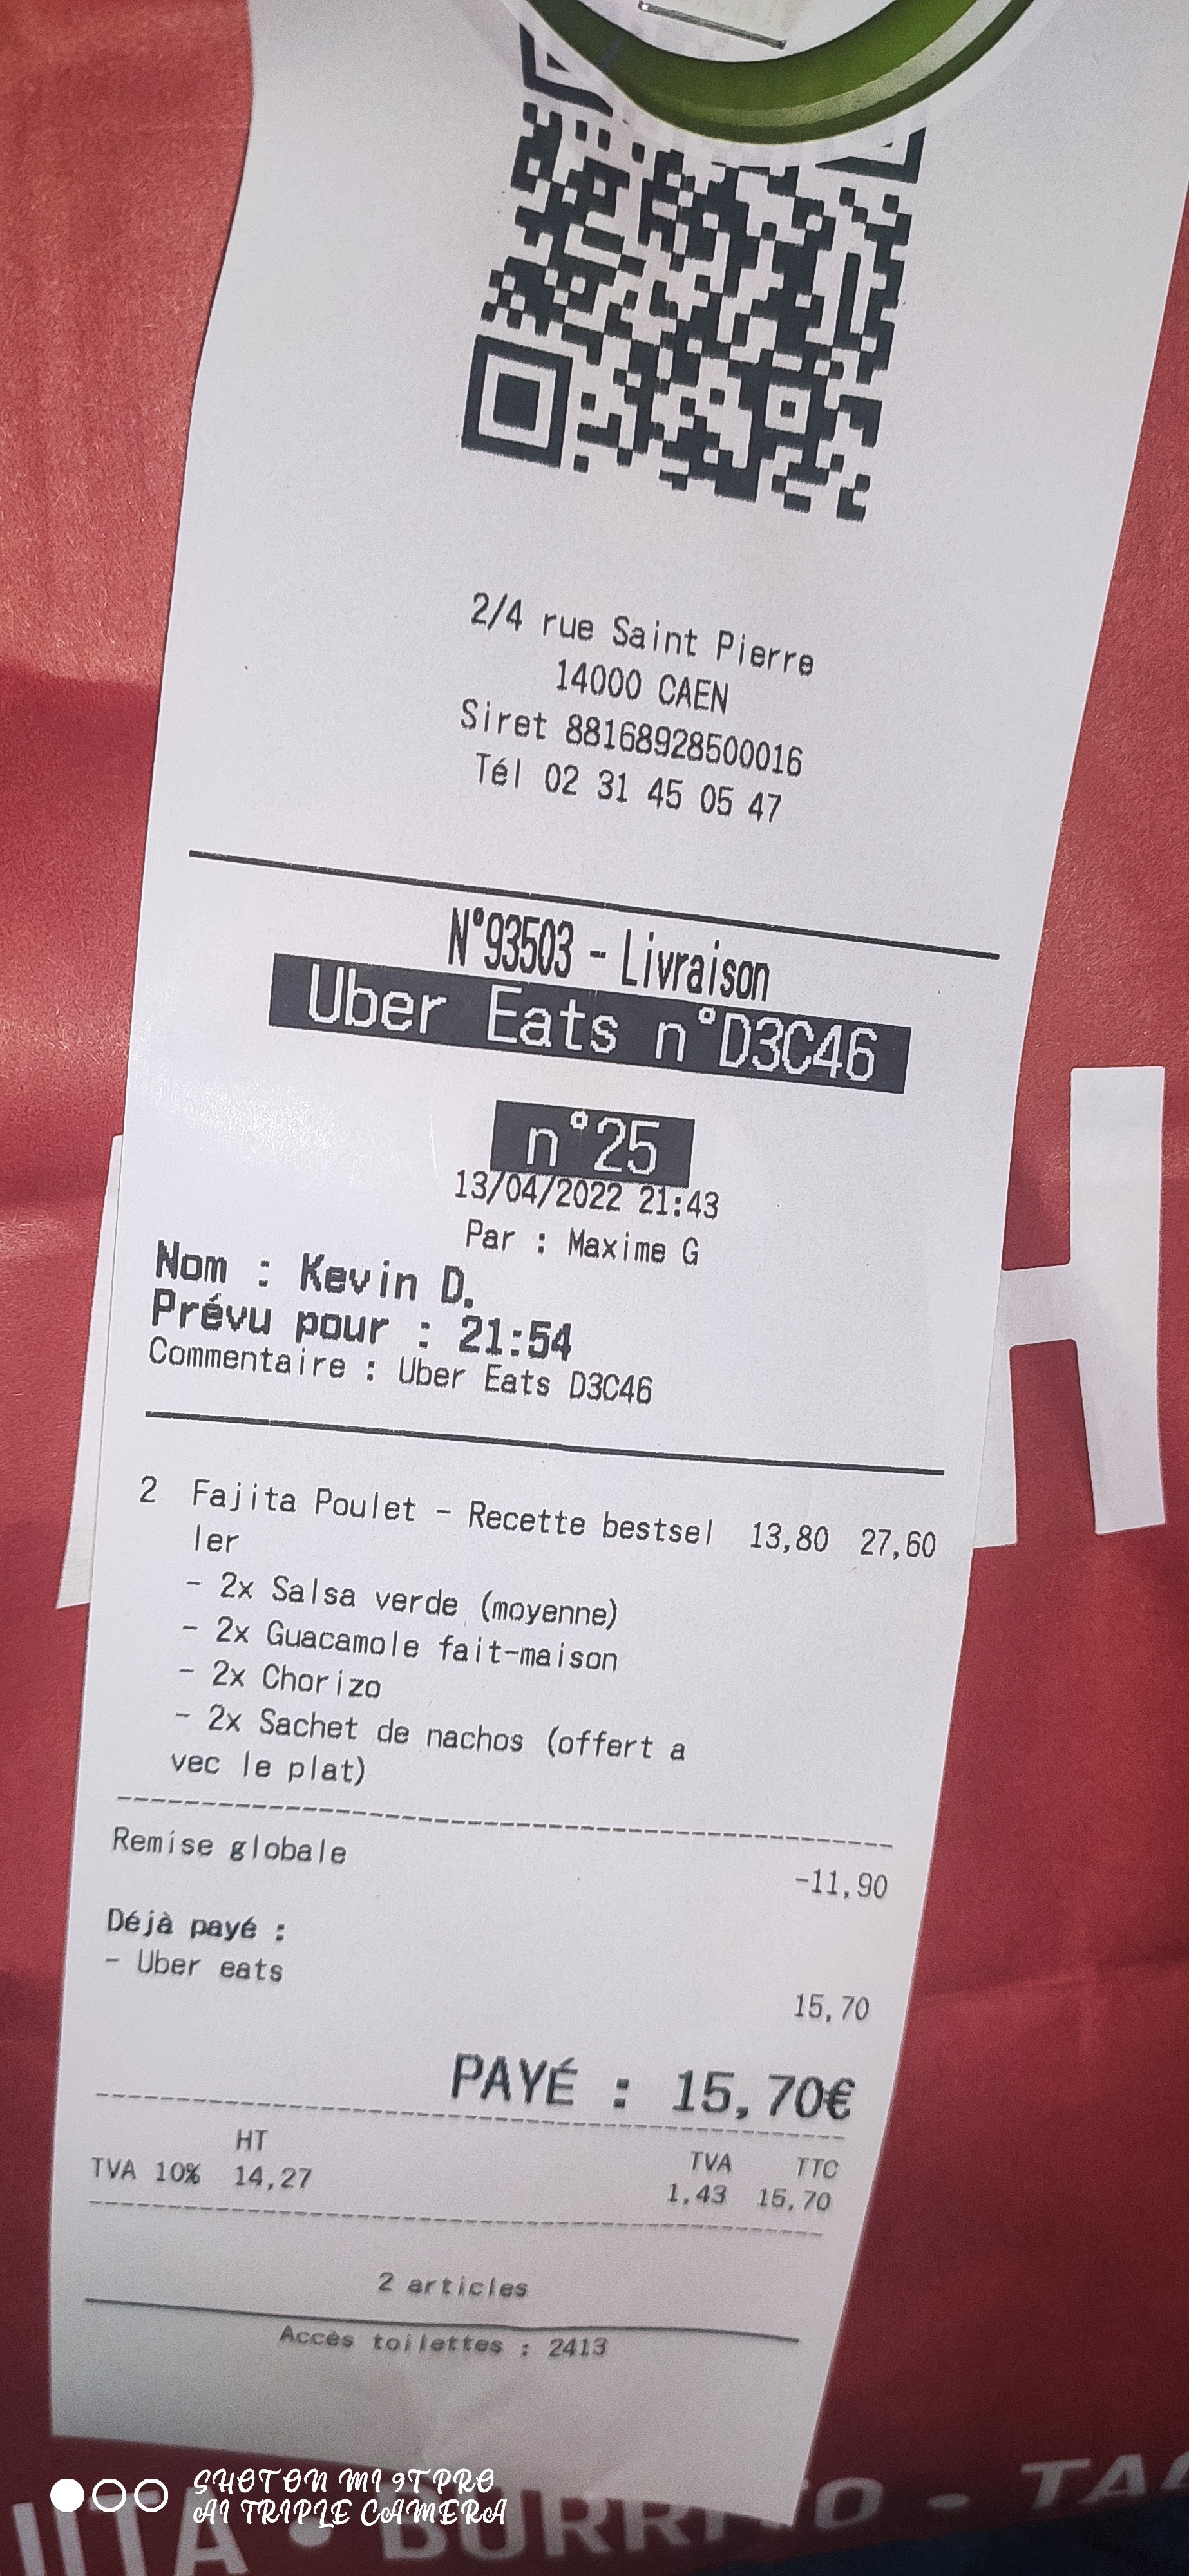 2/4 rue Saint Pierre
14000 CAEN
Siret 88168928500016
Tél 02 31 45 05 47
N°93503 - Livraison
Uber Eats n°D3C46
n°25
13/04/2022 21:43
Par : Maxime G
Nom : Kevin D.
Prévu pour : 21:54
Commentaire : Uber Eats D3C46
2 Fajita Poulet - Recette bestsel 13,80 27,60
ler
- 2x Salsa verde (moyenne)
- 2x Guacamole fait-maison
- 2x Chorizo
- 2x Sachet de nachos (offert a
vec le plat)
Remise globale -11,90
Déjà payé :
- Uber eats 15,70
PAYÉ : 15,70€
HT TVA TTC
TVA 10% 14,27 1,43 15,70
2 articles
Accès toilettes : 2413
H
SHOT ON MI 9T PRO
AI TRIPLE CAMERA